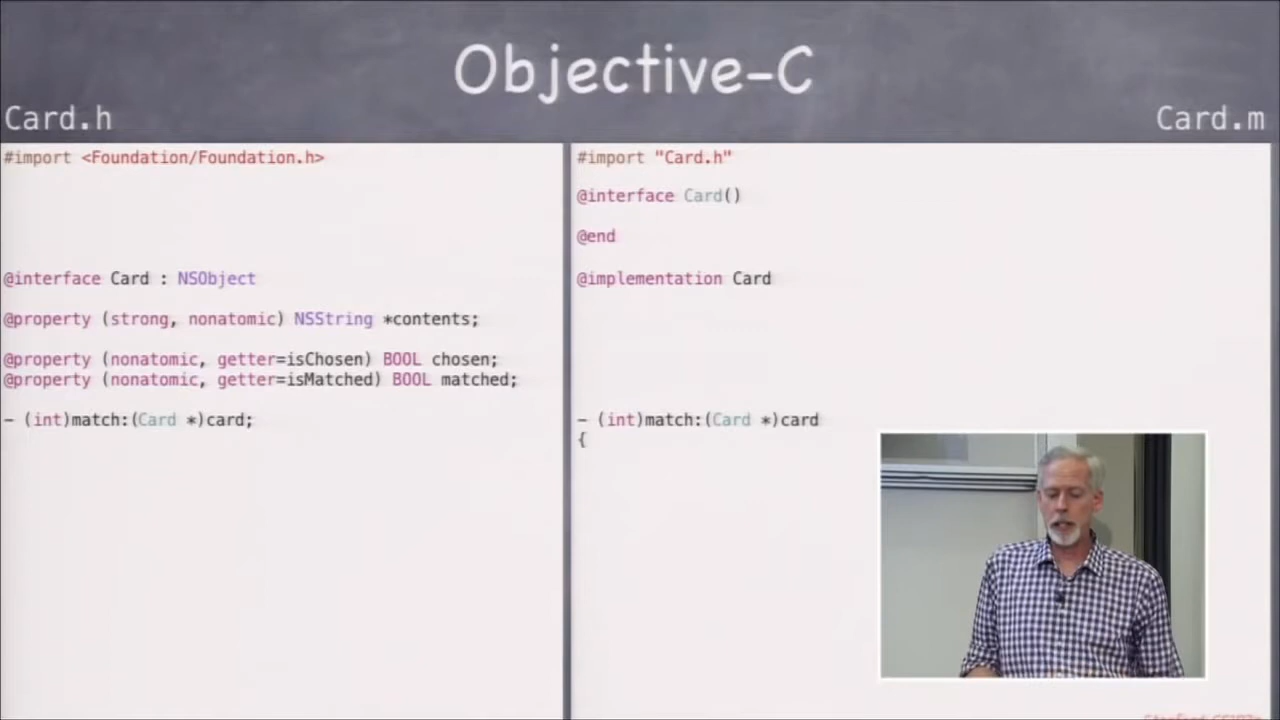 Objective-C
Card.h
Card.m
#import <Foundation/Foundation.h>
@interface Card : NSObject
@property (strong, nonatomic) NSString *contents;
@property (nonatomic, getter=isChosen) BOOL chosen;
@property (nonatomic, getter=isMatched) BOOL matched;
- (int)match:(Card *)card;
#import "Card.h"
@interface Card()
@end
@implementation Card
- (int)match:(Card *)card
{